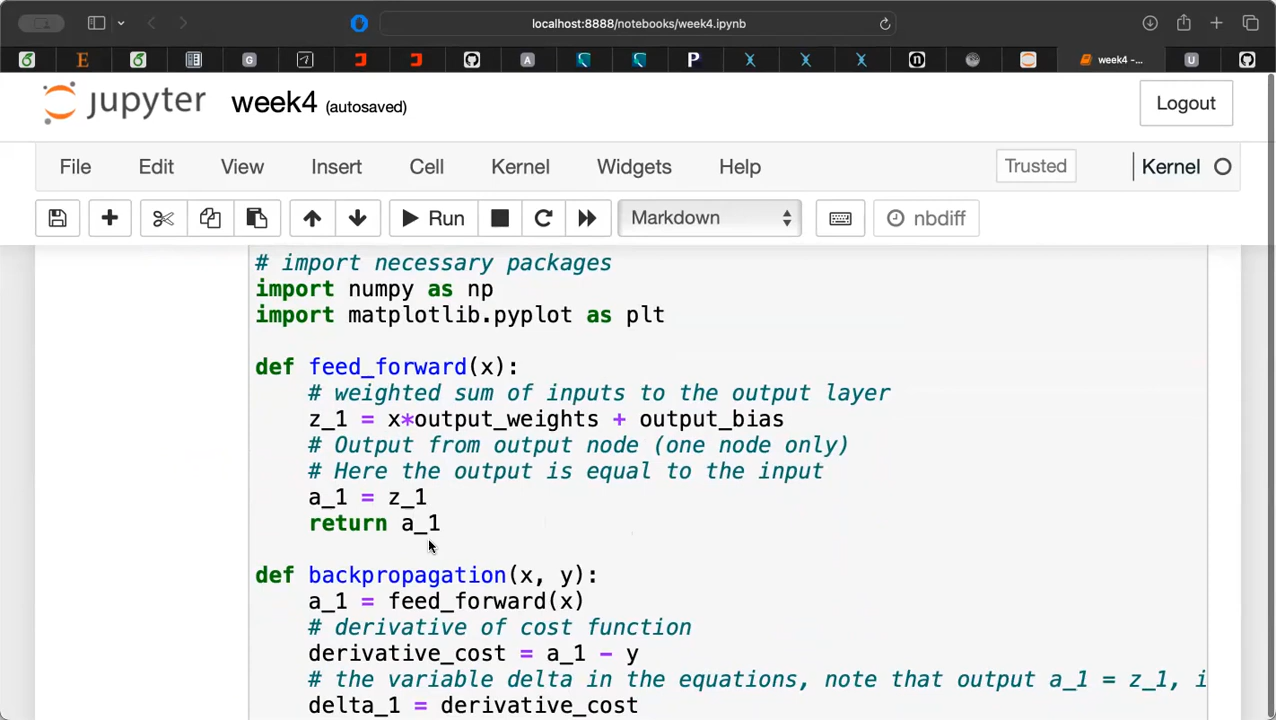 localhost:8888/notebooks/week4.ipynb
week4 -...
jupyter week4 (autosaved)
Logout
File Edit View Insert Cell Kernel Widgets Help
Trusted
Kernel
Run
Markdown
nbdiff
# import necessary packages
import numpy as np
import matplotlib.pyplot as plt
def feed_forward(x):
# weighted sum of inputs to the output layer
z_1 = x*output_weights + output_bias
# Output from output node (one node only)
# Here the output is equal to the input
a_1 = z_1
return a_1
def backpropagation(x, y):
a_1 = feed_forward(x)
# derivative of cost function
derivative_cost = a_1 - y
# the variable delta in the equations, note that output a_1 = z_1, i
delta_1 = derivative_cost